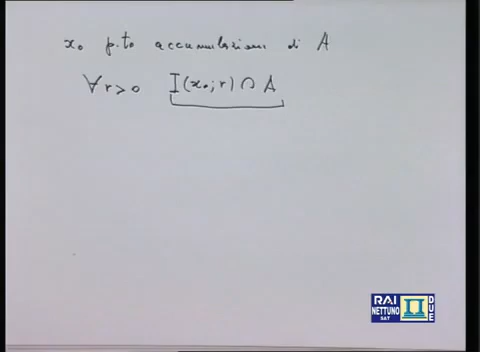 x₀ p.to accumulazione di A
∀r>0 I(x₀;r) ∩ A
RAI
NETTUNO
SAT
DUE